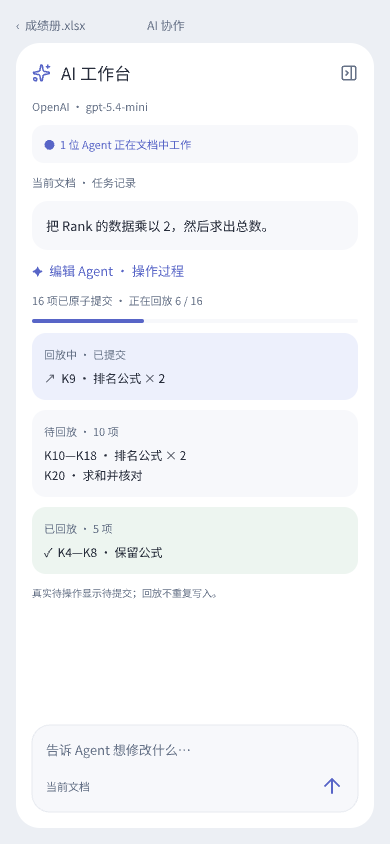 ‹ 成绩册.xlsx
AI 协作
AI 工作台
OpenAI · gpt-5.4-mini
1 位 Agent 正在文档中工作
当前文档 · 任务记录
把 Rank 的数据乘以 2，然后求出总数。
编辑 Agent · 操作过程
16 项已原子提交 · 正在回放 6 / 16
回放中 · 已提交
↗ K9 · 排名公式 × 2
待回放 · 10 项
K10—K18 · 排名公式 × 2
K20 · 求和并核对
已回放 · 5 项
✓ K4—K8 · 保留公式
真实待操作显示待提交；回放不重复写入。
告诉 Agent 想修改什么…
当前文档